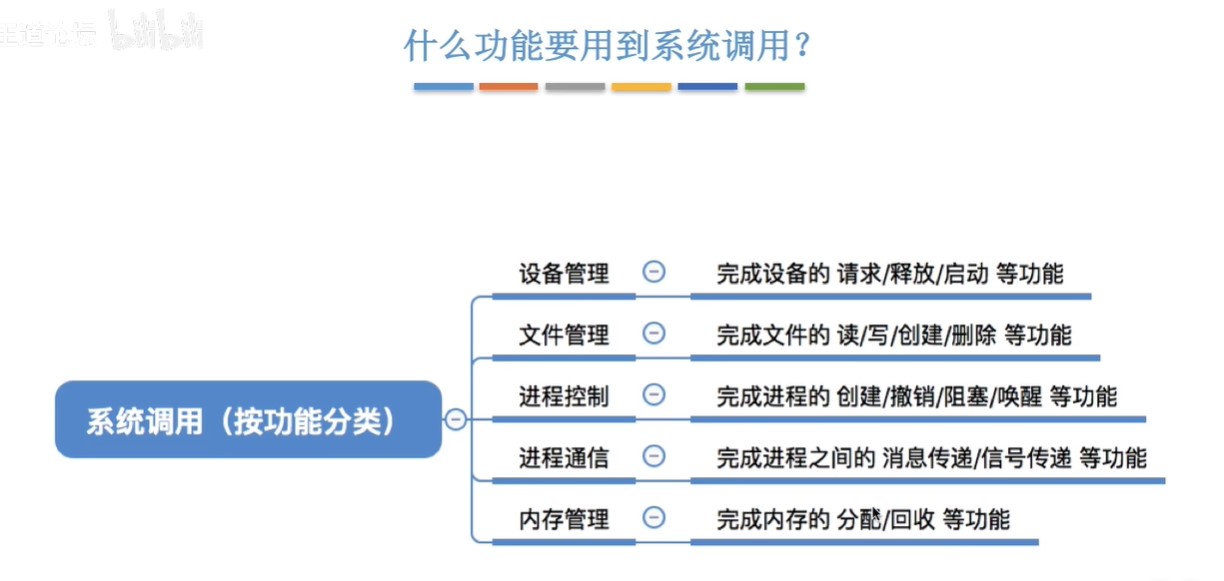 王道论坛 bilibili
什么功能要用到系统调用？
设备管理 完成设备的 请求/释放/启动 等功能
文件管理 完成文件的 读/写/创建/删除 等功能
进程控制 完成进程的 创建/撤销/阻塞/唤醒 等功能
系统调用（按功能分类）
进程通信 完成进程之间的 消息传递/信号传递 等功能
内存管理 完成内存的 分配/回收 等功能